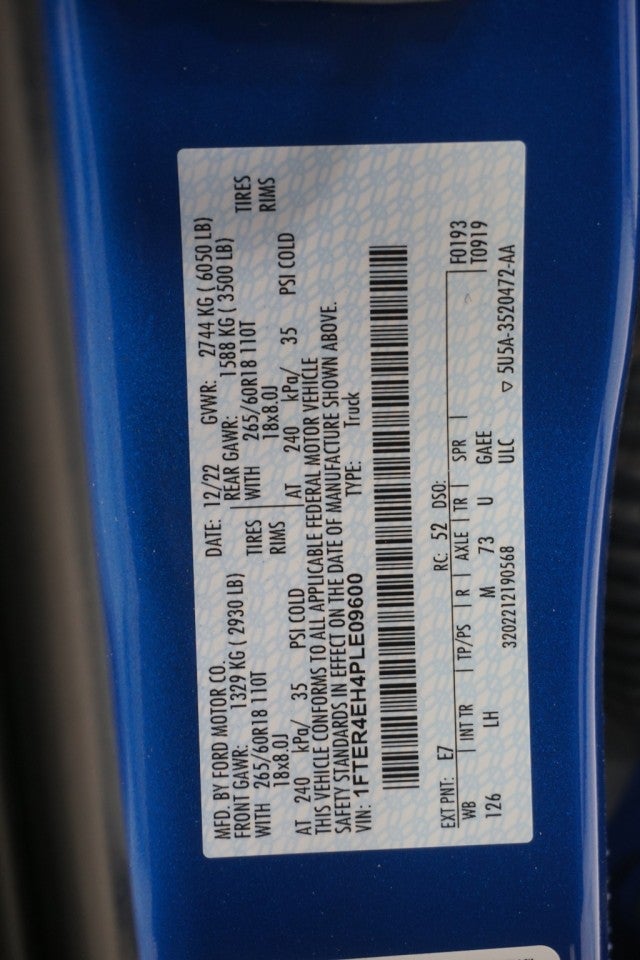 MFD. BY FORD MOTOR CO. DATE: 12/22 GVWR: 2744 KG ( 6050 LB)
FRONT GAWR: 1329 KG ( 2930 LB) REAR GAWR: 1588 KG ( 3500 LB)
WITH 265/60R18 110T TIRES WITH 265/60R18 110T TIRES
18x8.0J RIMS 18x8.0J RIMS
AT 240 kPa/ 35 PSI COLD AT 240 kPa/ 35 PSI COLD
THIS VEHICLE CONFORMS TO ALL APPLICABLE FEDERAL MOTOR VEHICLE
SAFETY STANDARDS IN EFFECT ON THE DATE OF MANUFACTURE SHOWN ABOVE.
VIN: 1FTER4EH4PLE09600 TYPE: Truck
EXT PNT: E7 RC: 52 DSO: F0193
WB | INT TR | TP/PS | R | AXLE | TR | SPR | T0919
126 LH M 73 U GAEE
3202212190568 ULC ▽ 5U5A-3520472-AA